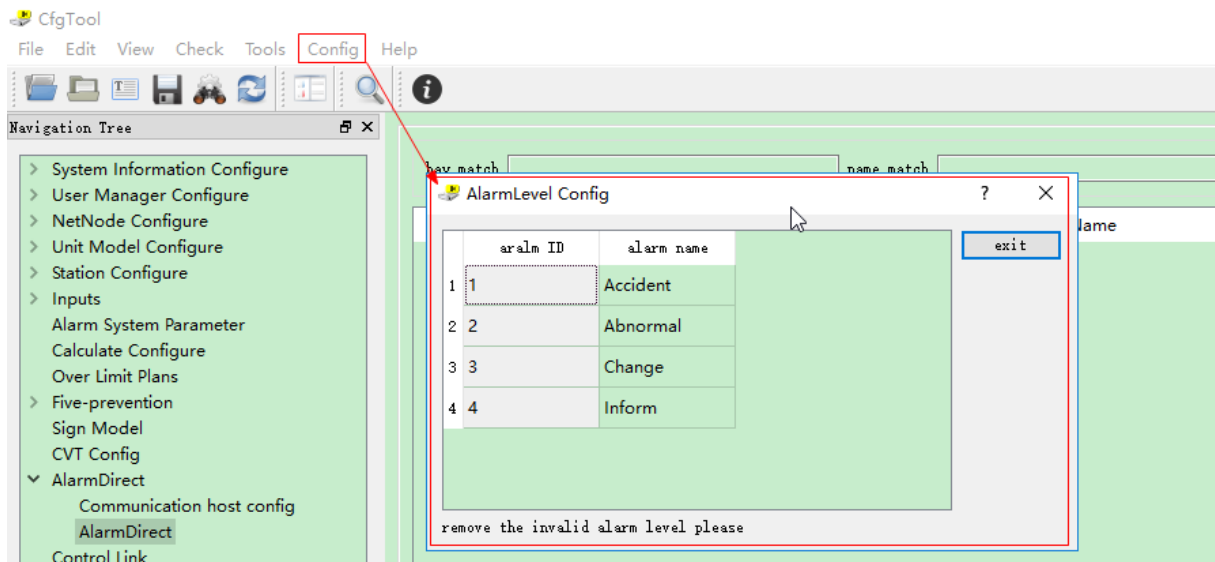 CfgTool
File Edit View Check Tools Config Help
Navigation Tree
System Information Configure
User Manager Configure
NetNode Configure
Unit Model Configure
Station Configure
Inputs
Alarm System Parameter
Calculate Configure
Over Limit Plans
Five-prevention
Sign Model
CVT Config
AlarmDirect
Communication host config
AlarmDirect
Control Link
bay match name match
AlarmLevel Config
aralm ID alarm name
1 1 Accident
2 2 Abnormal
3 3 Change
4 4 Inform
exit
remove the invalid alarm level please